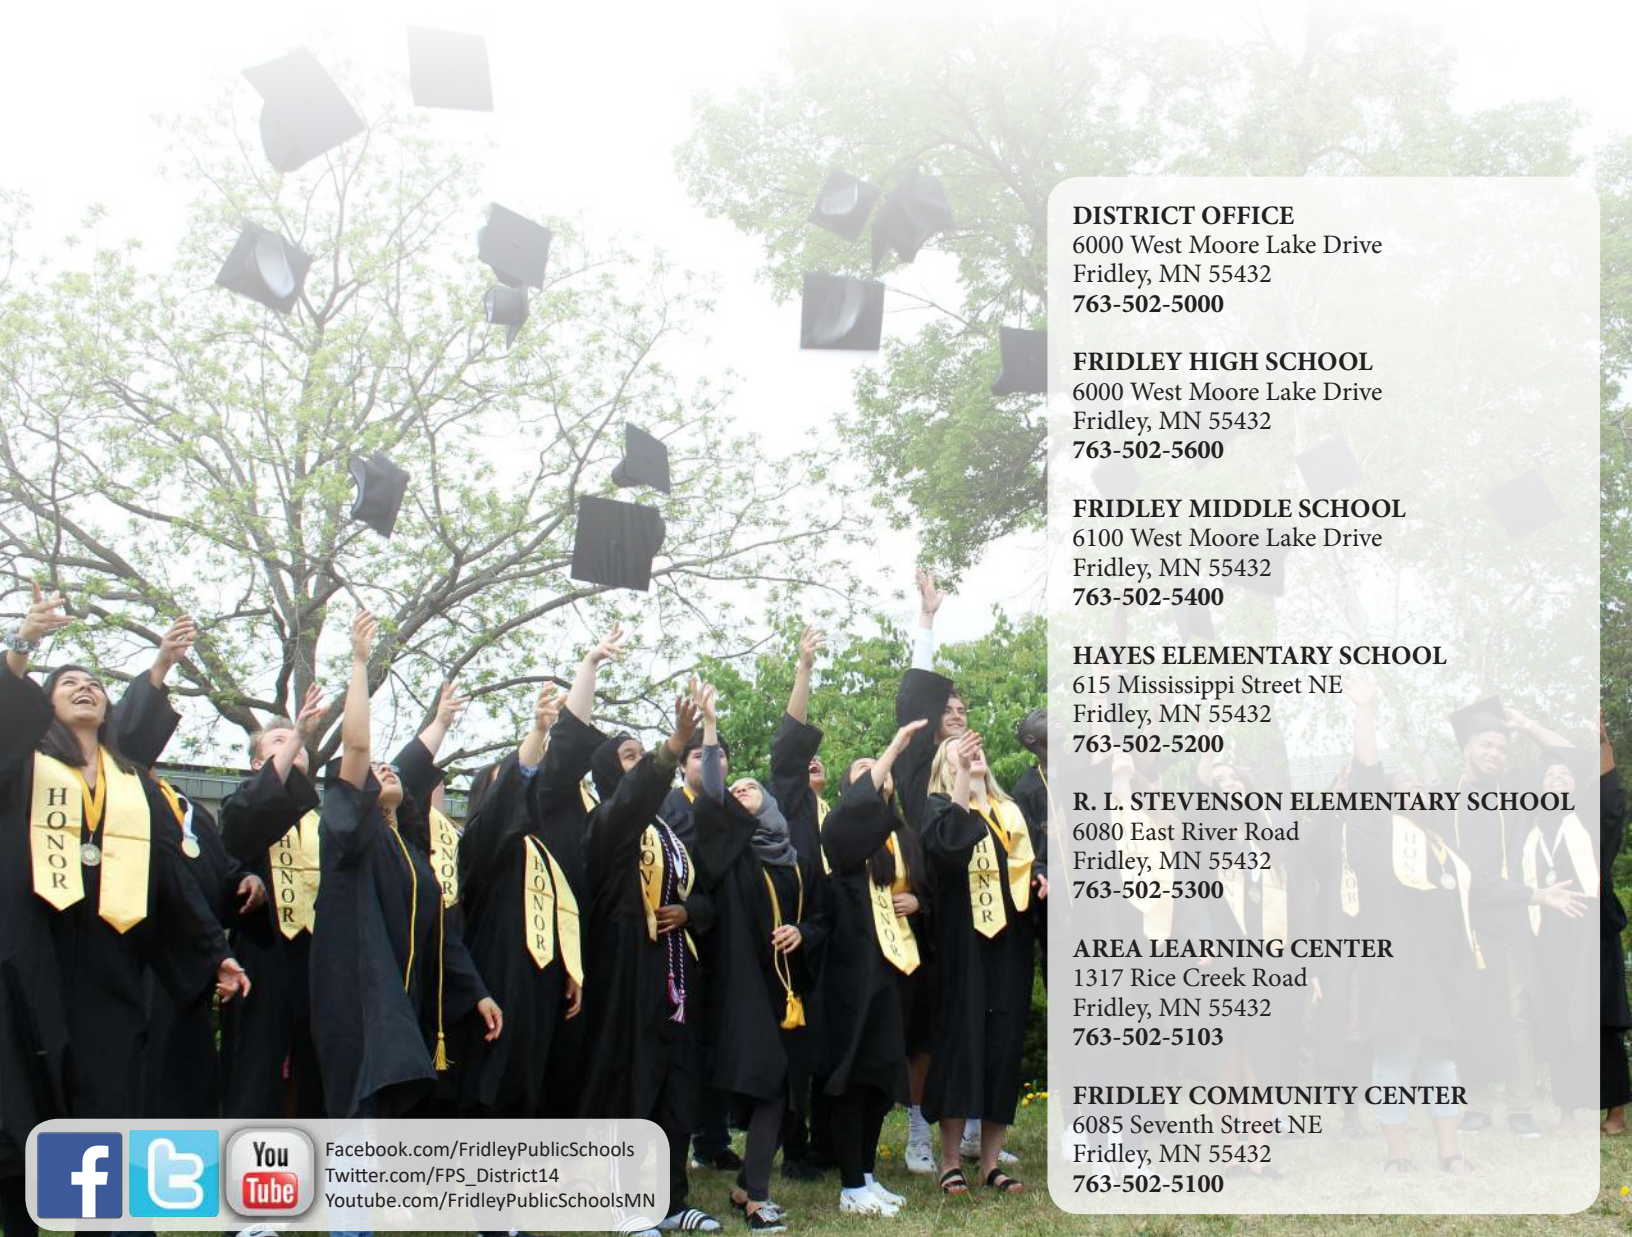 DISTRICT OFFICE
6000 West Moore Lake Drive
Fridley, MN 55432
763-502-5000
FRIDLEY HIGH SCHOOL
6000 West Moore Lake Drive
Fridley, MN 55432
763-502-5600
FRIDLEY MIDDLE SCHOOL
6100 West Moore Lake Drive
Fridley, MN 55432
763-502-5400
HAYES ELEMENTARY SCHOOL
615 Mississippi Street NE
Fridley, MN 55432
763-502-5200
R. L. STEVENSON ELEMENTARY SCHOOL
6080 East River Road
Fridley, MN 55432
763-502-5300
AREA LEARNING CENTER
1317 Rice Creek Road
Fridley, MN 55432
763-502-5103
FRIDLEY COMMUNITY CENTER
6085 Seventh Street NE
Fridley, MN 55432
763-502-5100
HONOR
HONOR
HONOR
HONOR
HONOR
HONOR
f
t
You
Tube
Facebook.com/FridleyPublicSchools
Twitter.com/FPS_District14
Youtube.com/FridleyPublicSchoolsMN